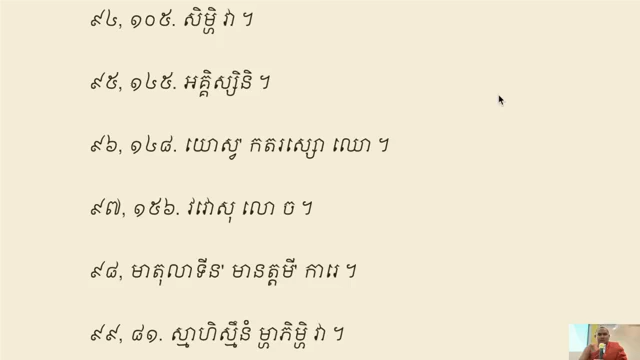 ៩៤, ១០៥. សិម្ហិ វា ។
៩៥, ១៤៥. អគ្គិស្សិនិ ។
៩៦, ១៤៨. យោស្វ' កតរស្សោ ឈោ ។
៩៧, ១៥៦. វវោសុ លោ ច ។
៩៨, មាតុលាទីន' មានត្តមី' ការេ ។
៩៩, ៨១. ស្មាហិស្មឹនំ ម្ហាភិម្ហិ វា ។